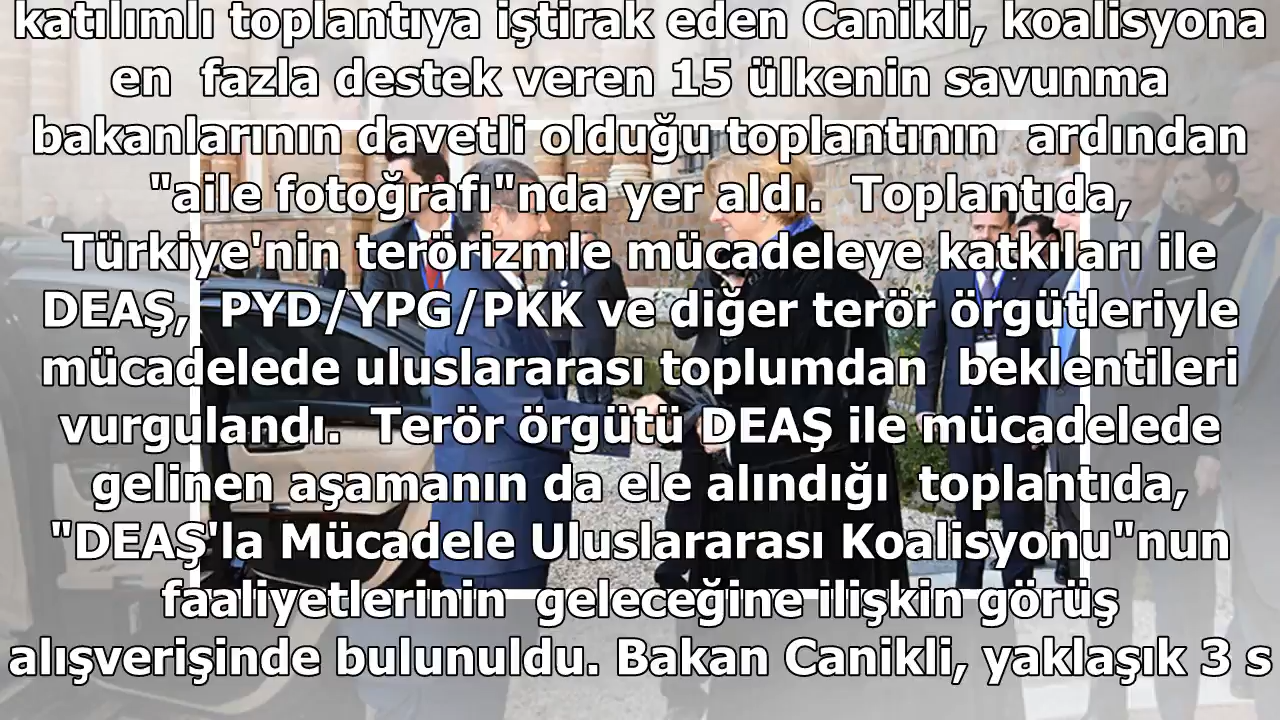 katılımlı toplantıya iştirak eden Canikli, koalisyona
en  fazla destek veren 15 ülkenin savunma
bakanlarının davetli olduğu toplantının  ardından
"aile fotoğrafı"nda yer aldı.  Toplantıda,
Türkiye'nin terörizmle mücadeleye katkıları ile
DEAŞ,  PYD/YPG/PKK ve diğer terör örgütleriyle
mücadelede uluslararası toplumdan  beklentileri
vurgulandı.  Terör örgütü DEAŞ ile mücadelede
gelinen aşamanın da ele alındığı  toplantıda,
"DEAŞ'la Mücadele Uluslararası Koalisyonu"nun
faaliyetlerinin  geleceğine ilişkin görüş
alışverişinde bulunuldu. Bakan Canikli, yaklaşık 3 s